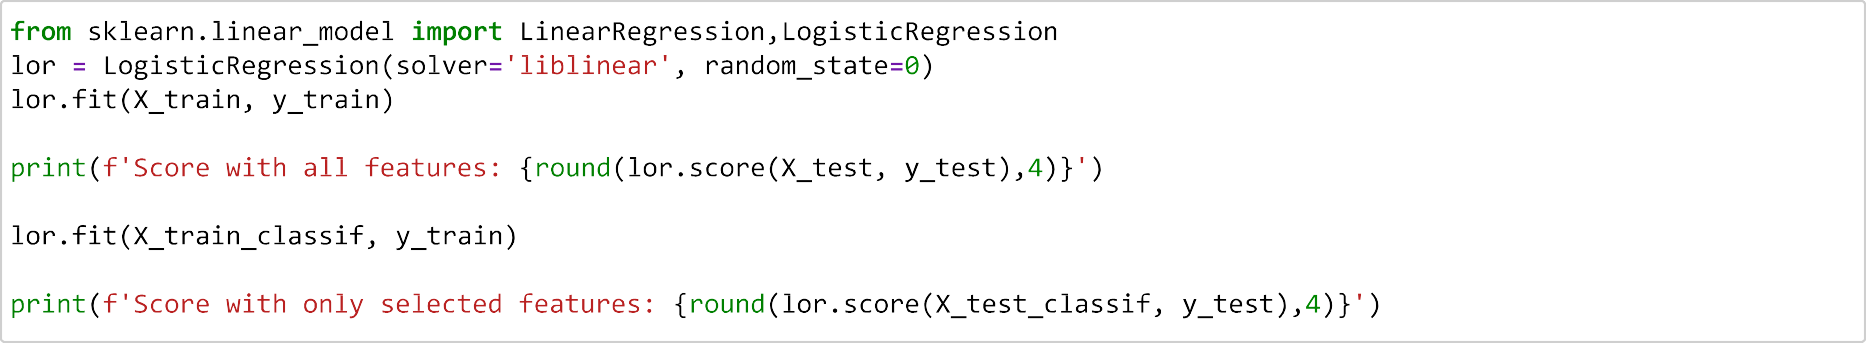 from sklearn.linear_model import LinearRegression,LogisticRegression
lor = LogisticRegression(solver='liblinear', random_state=0)
lor.fit(X_train, y_train)
print(f'Score with all features: {round(lor.score(X_test, y_test),4)}')
lor.fit(X_train_classif, y_train)
print(f'Score with only selected features: {round(lor.score(X_test_classif, y_test),4)}')